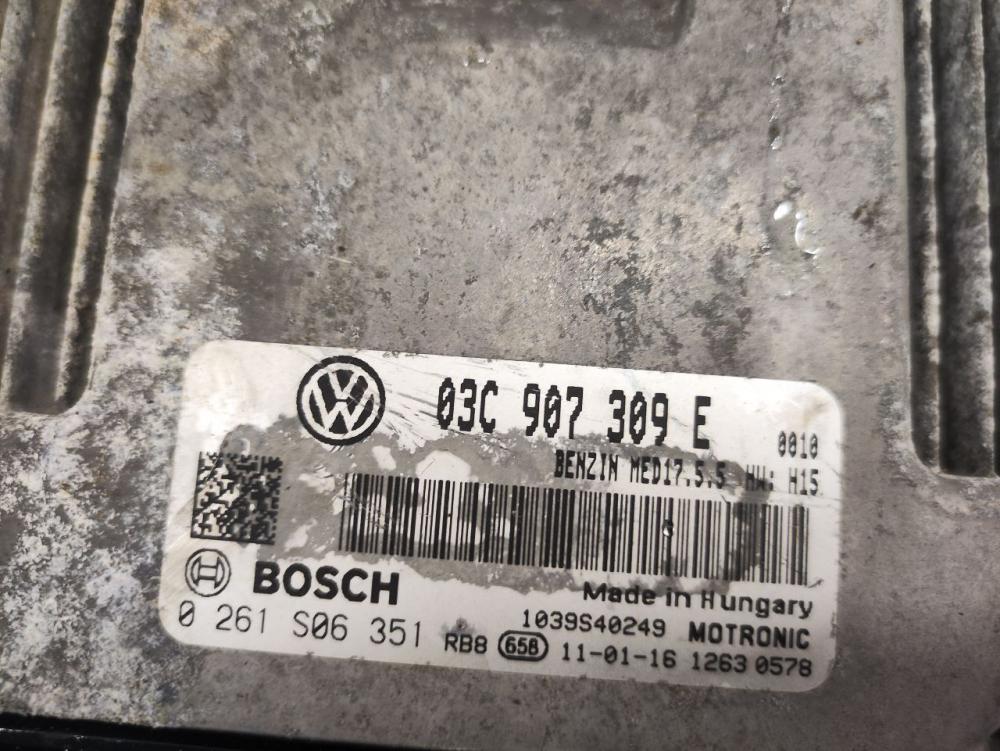 03C 907 309 E
0010
BENZIN MED17.5.5 HW: H15
BOSCH
Made in Hungary
0 261 S06 351
1039S40249 MOTRONIC
RB8 658 11-01-16 1263 0578